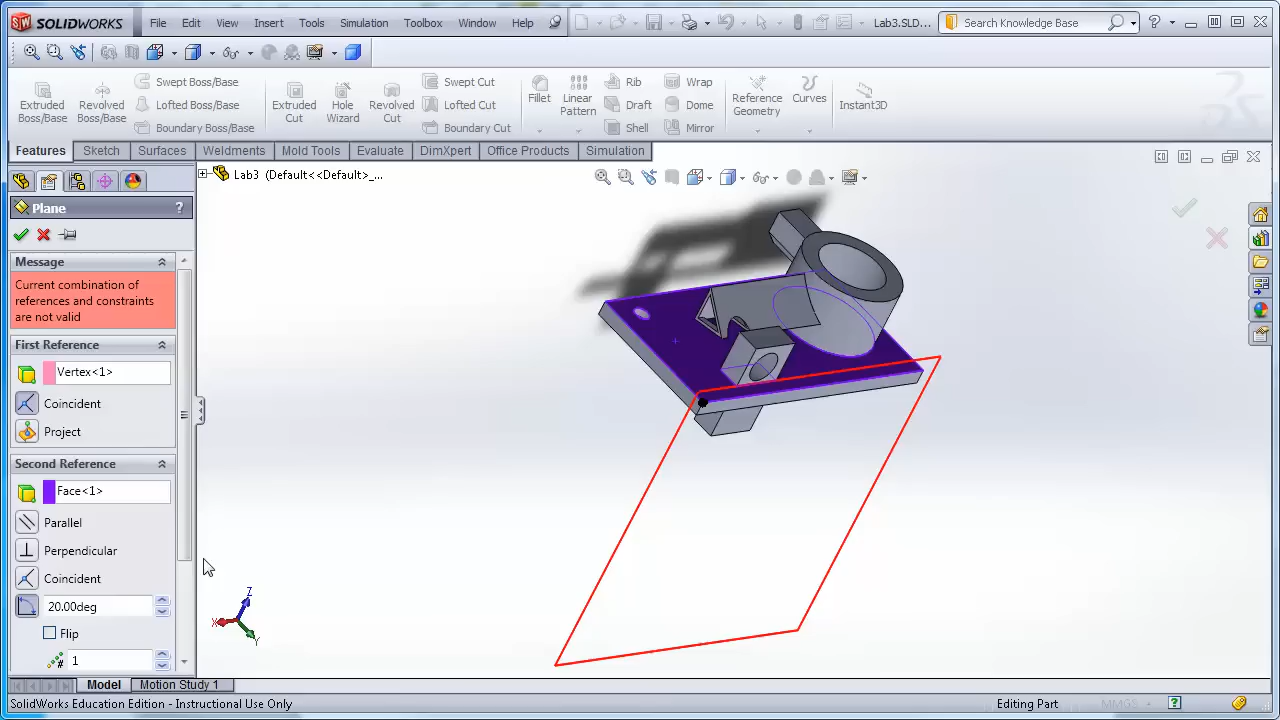 SOLIDWORKS File Edit View Insert Tools Simulation Toolbox Window Help Lab3.SLD... Search Knowledge Base ?
Extruded Boss/Base
Revolved Boss/Base
Swept Boss/Base
Lofted Boss/Base
Boundary Boss/Base
Extruded Cut
Hole Wizard
Revolved Cut
Swept Cut
Lofted Cut
Boundary Cut
Fillet
Linear Pattern
Rib
Draft
Shell
Wrap
Dome
Mirror
Reference Geometry
Curves
Instant3D
Features Sketch Surfaces Weldments Mold Tools Evaluate DimXpert Office Products Simulation
Lab3 (Default<<Default>_...
Plane ?
Message
Current combination of
references and constraints
are not valid
First Reference
Vertex<1>
Coincident
Project
Second Reference
Face<1>
Parallel
Perpendicular
Coincident
20.00deg
Flip
1
Z
X
Y
Model Motion Study 1
SolidWorks Education Edition - Instructional Use Only Editing Part MMGS ?